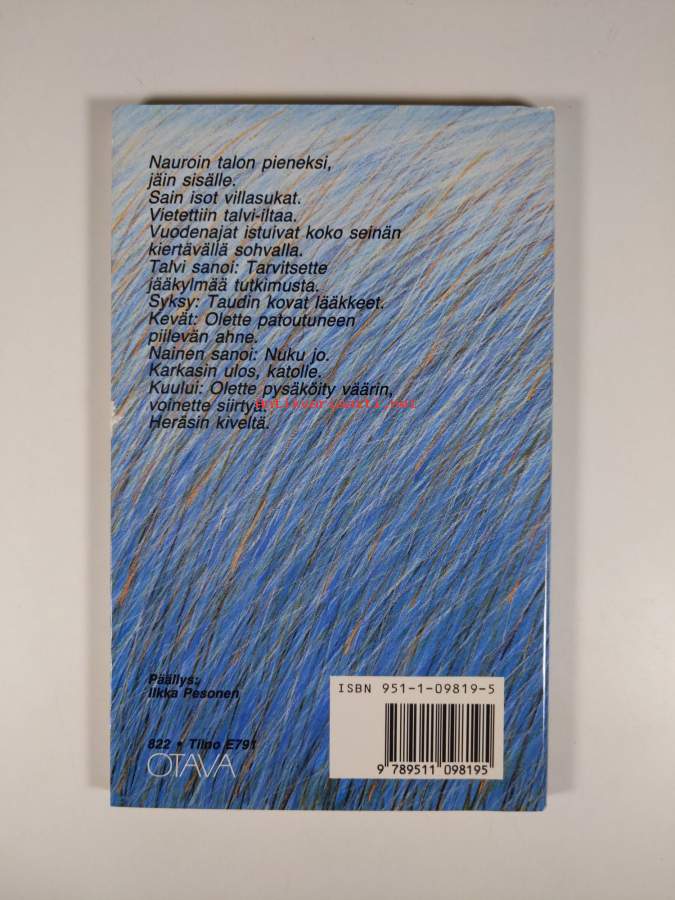 Nauroin talon pieneksi,
jäin sisälle.
Sain isot villasukat.
Vietettiin talvi-iltaa.
Vuodenajat istuivat koko seinän
kiertävällä sohvalla.
Talvi sanoi: Tarvitsette
jääkylmää tutkimusta.
Syksy: Taudin kovat lääkkeet.
Kevät: Olette patoutuneen
piilevän ahne.
Nainen sanoi: Nuku jo.
Karkasin ulos, katolle.
Kuului: Olette pysäköity väärin,
voinette siirtyä.
Antikvariaatti.net
Heräsin kiveltä.
Päällys:
Ilkka Pesonen
822 • Tilno E791
OTAVA
ISBN 951-1-09819-5
9 789511 098195